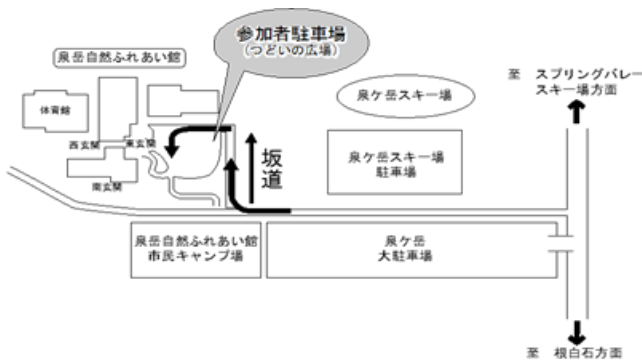 参加者駐車場
(つどいの広場)
泉岳自然ふれあい館
至 スプリングバレー
スキー場方面
体育館
泉ケ岳スキー場
西玄関
東玄関
坂道
泉ケ岳スキー場
駐車場
南玄関
泉岳自然ふれあい館
市民キャンプ場
泉ケ岳
大駐車場
至 根白石方面